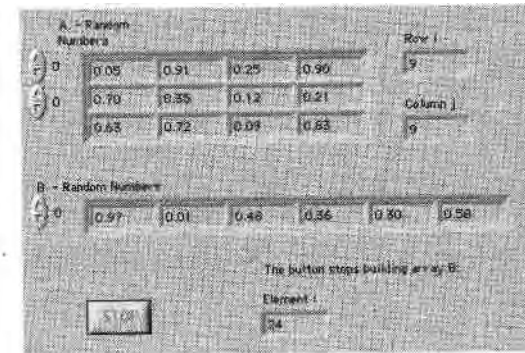 A. - Random
Numbers
Row i -
0
0.05 0.91 0.25 0.90
9
0
0.70 0.35 0.12 0.21
Column j
0.63 0.72 0.09 0.83
9
B - Random Numbers
0
0.97 0.01 0.48 0.36 0.30 0.58
The button stops building array B.
Element i
STOP
24